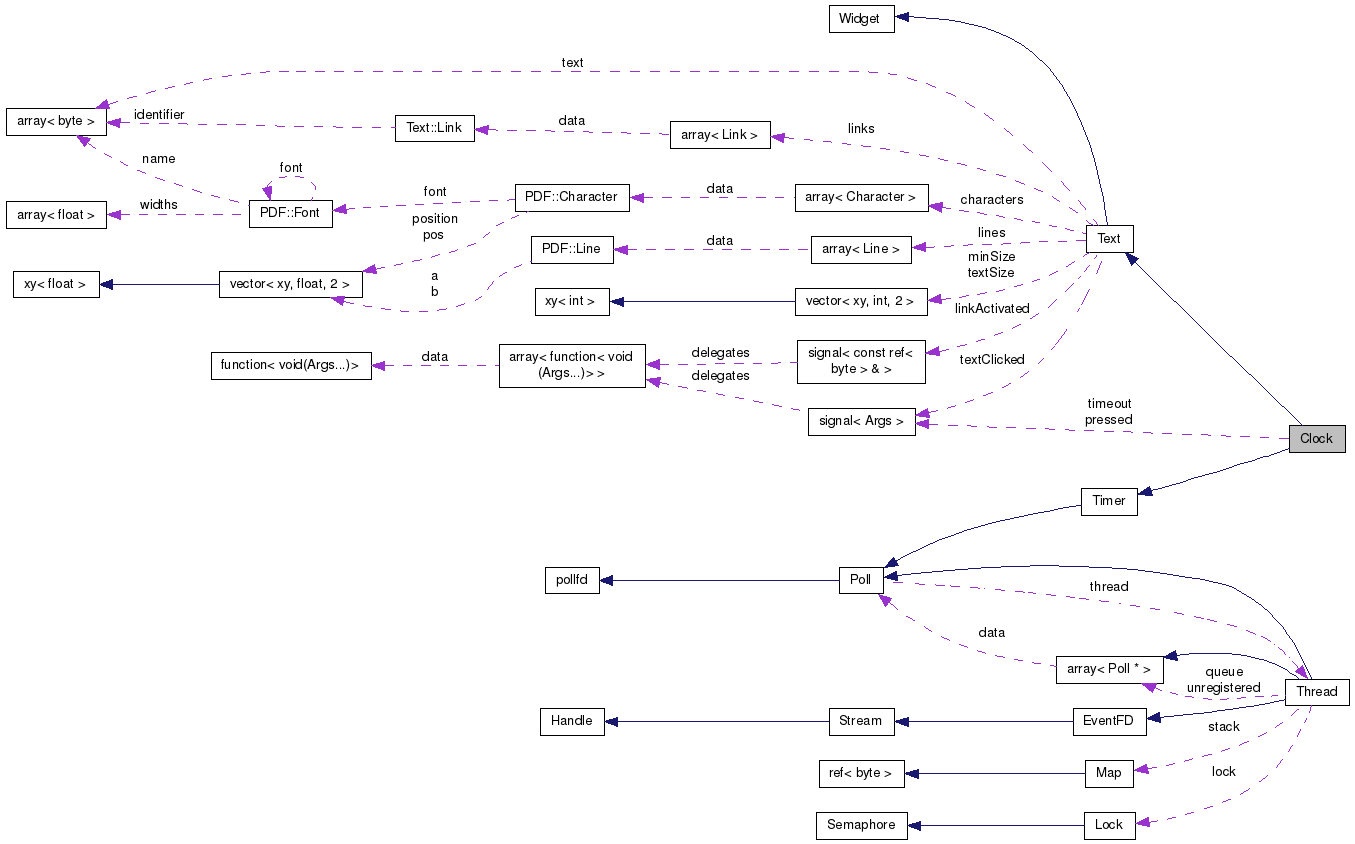 Widget
text
array< byte >
identifier
Text::Link
data
array< Link >
links
name
font
PDF::Font
array< float >
widths
font
PDF::Character
data
array< Character >
characters
position
pos
PDF::Line
data
array< Line >
lines
Text
xy< float >
vector< xy, float, 2 >
a
b
xy< int >
vector< xy, int, 2 >
minSize
textSize
linkActivated
function< void(Args...)>
data
array< function< void
(Args...)> >
delegates
delegates
signal< const ref<
byte > & >
textClicked
signal< Args >
timeout
pressed
Clock
Timer
pollfd
Poll
thread
data
array< Poll * >
queue
unregistered
Thread
Handle
Stream
EventFD
stack
ref< byte >
Map
lock
Semaphore
Lock